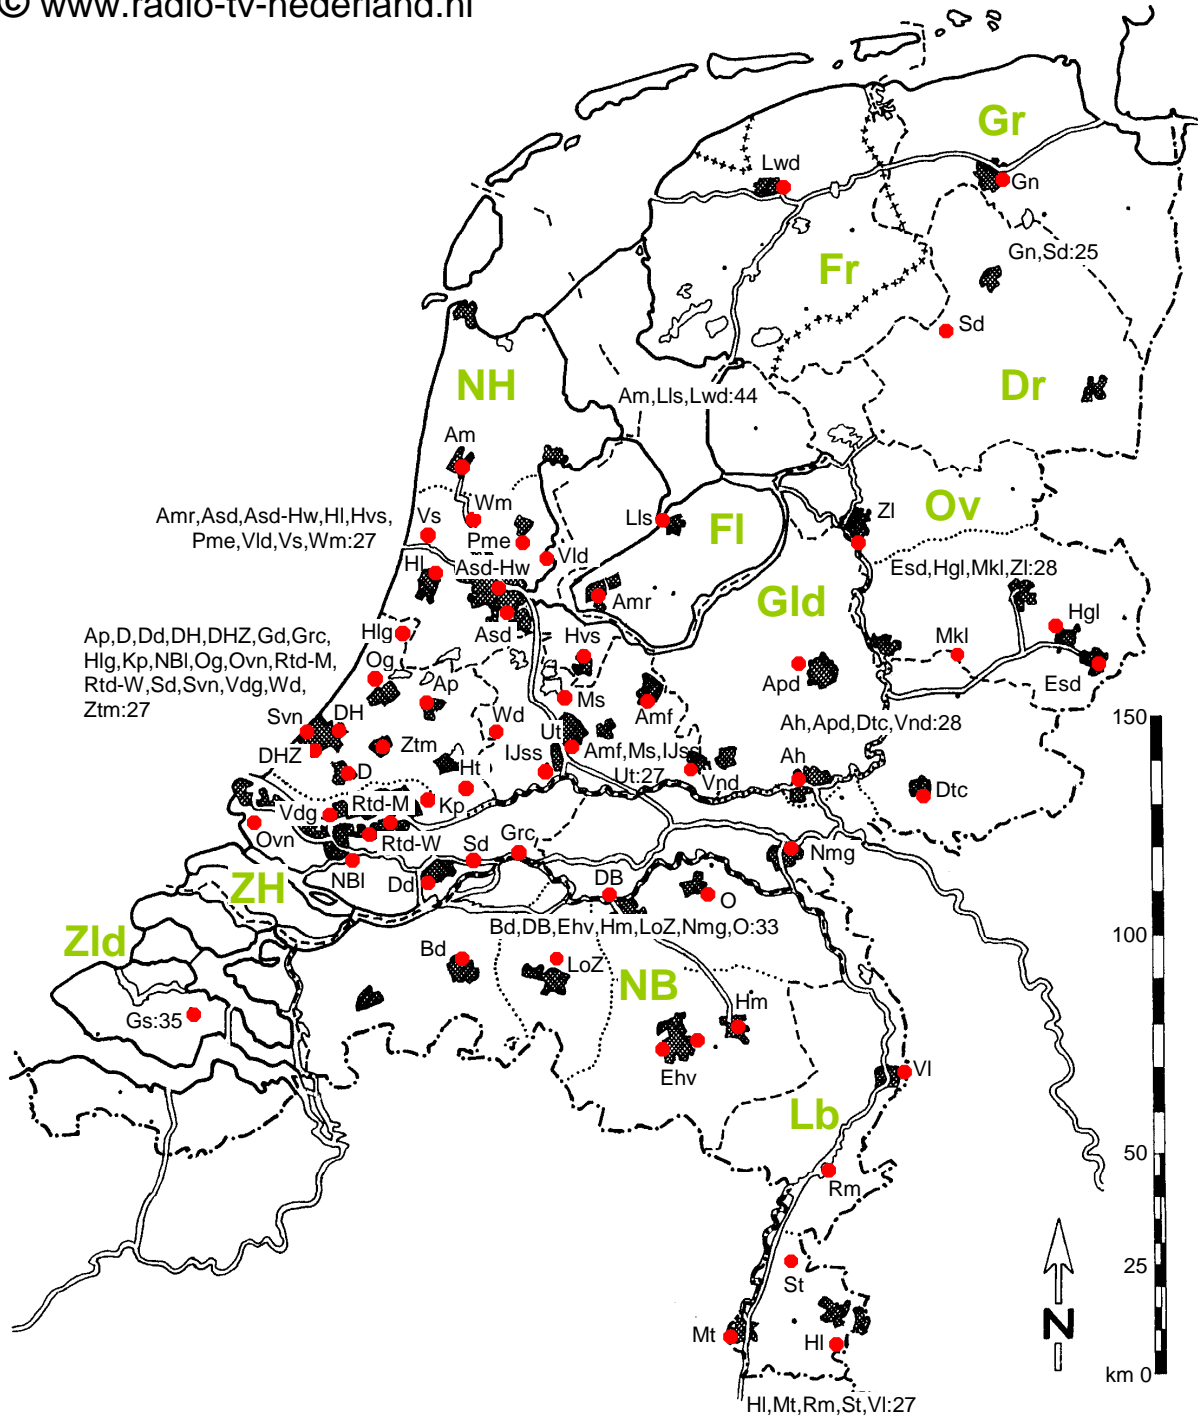 © www.radio-tv-nederland.nl
Gr
Lwd
Gn
Gn,Sd:25
Fr
Sd
NH
Dr
Am,Lls,Lwd:44
Am
Ov
Wm
Zl
Amr,Asd,Asd-Hw,Hl,Hvs,
Pme,Vld,Vs,Wm:27
Vs
Lls
Fl
Pme
Vld
Hl
Asd-Hw
Esd,Hgl,Mkl,Zl:28
Gld
Amr
Hgl
Asd
Ap,D,Dd,DH,DHZ,Gd,Grc,
Hlg,Kp,NBl,Og,Ovn,Rtd-M,
Rtd-W,Sd,Svn,Vdg,Wd,
Ztm:27
Hlg
Hvs
Mkl
Og
Apd
Esd
Ap
Ms
Amf
Svn
DH
Wd
Ut
Ah,Apd,Dtc,Vnd:28
150
DHZ
Ztm
IJss
Amf,Ms,IJss
Ut:27
D
Ht
Vnd
Ah
Dtc
Vdg
Rtd-M
Kp
Ovn
Rtd-W
Sd
Grc
Nmg
NBl
Dd
DB
O
ZH
Bd,DB,Ehv,Hm,LoZ,Nmg,O:33
Zld
100
Bd
LoZ
NB
Gs:35
Hm
Ehv
Vl
Lb
50
Rm
25
St
N
Mt
Hl
km 0
Hl,Mt,Rm,St,Vl:27